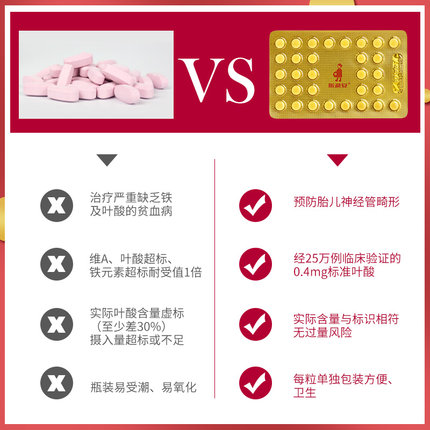 VS
斯利安
治疗严重缺乏铁
及叶酸的贫血病
预防胎儿神经管畸形
维A、叶酸超标、
铁元素超标耐受值1倍
经25万例临床验证的
0.4mg标准叶酸
实际叶酸含量虚标
（至少差30%）
摄入量超标或不足
实际含量与标识相符
无过量风险
瓶装易受潮、易氧化
每粒单独包装方便、
卫生